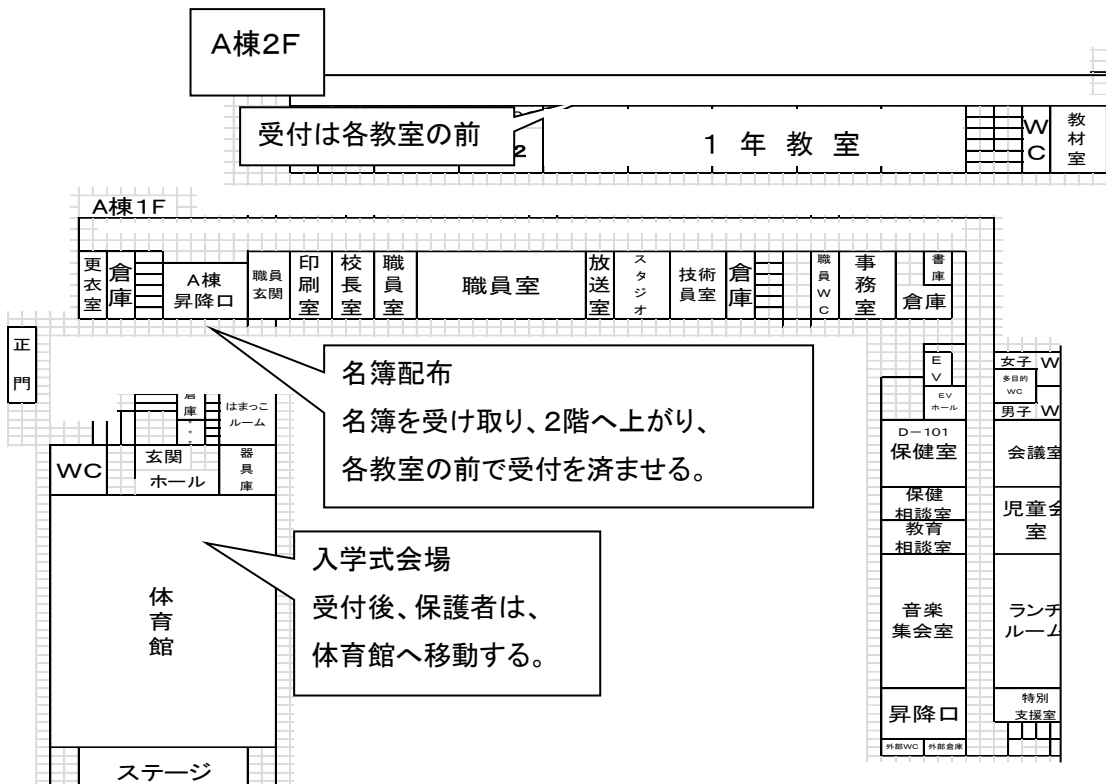 A棟2F
受付は各教室の前
2
1年教室
WC
教材室
A棟1F
更衣室
倉庫
A棟
昇降口
職員
玄関
印刷室
校長室
職員室
職員室
放送室
スタジオ
技術
員室
倉庫
職員WC
事務室
書庫
倉庫
正門
名簿配布
名簿を受け取り、2階へ上がり、
各教室の前で受付を済ませる。
EV
EV
ホール
女子 W
多目的
WC
男子 W
倉庫
はまっこ
ルーム
WC
玄関
ホール
器具庫
D-101
保健室
会議室
保健
相談室
教育
相談室
児童会
室
入学式会場
受付後、保護者は、
体育館へ移動する。
体育館
音楽
集会室
ランチ
ルーム
昇降口
特別
支援室
外部WC
外部倉庫
ステージ